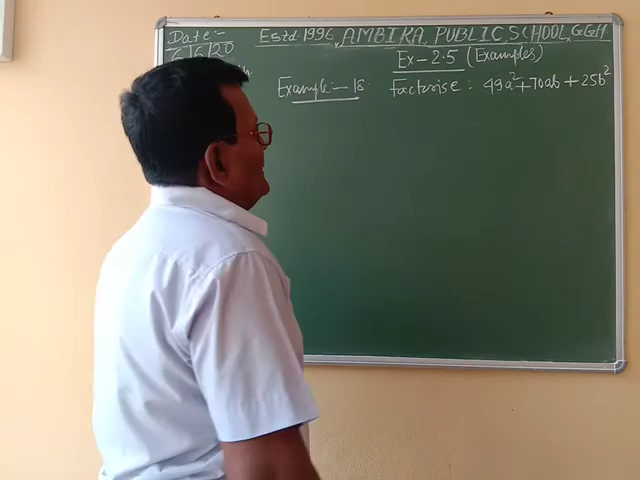 Date:-
Estd 1996, AMBIKA PUBLIC SCHOOL, G.G.H.
6/6/20
Ex-2.5 (Examples)
Example:- 18. Factorise: 49a²+70ab+25b²